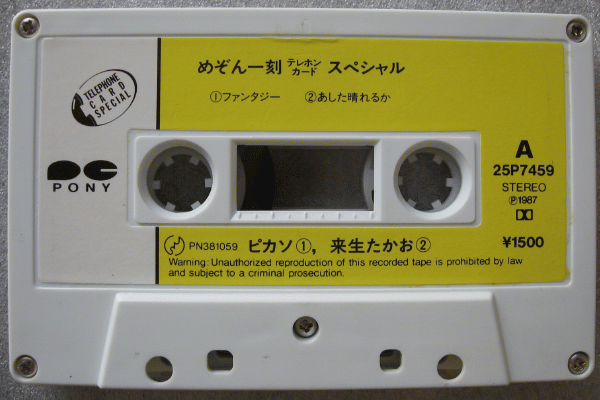 めぞん一刻 テレホンカード スペシャル
①ファンタジー ②あした晴れるか
TELEPHONE
CARD
SPECIAL
PONY
A
25P7459
STEREO
Ⓟ1987
¥1500
PN381059 ピカソ①, 来生たかお②
Warning: Unauthorized reproduction of this recorded tape is prohibited by law
and subject to a criminal prosecution.